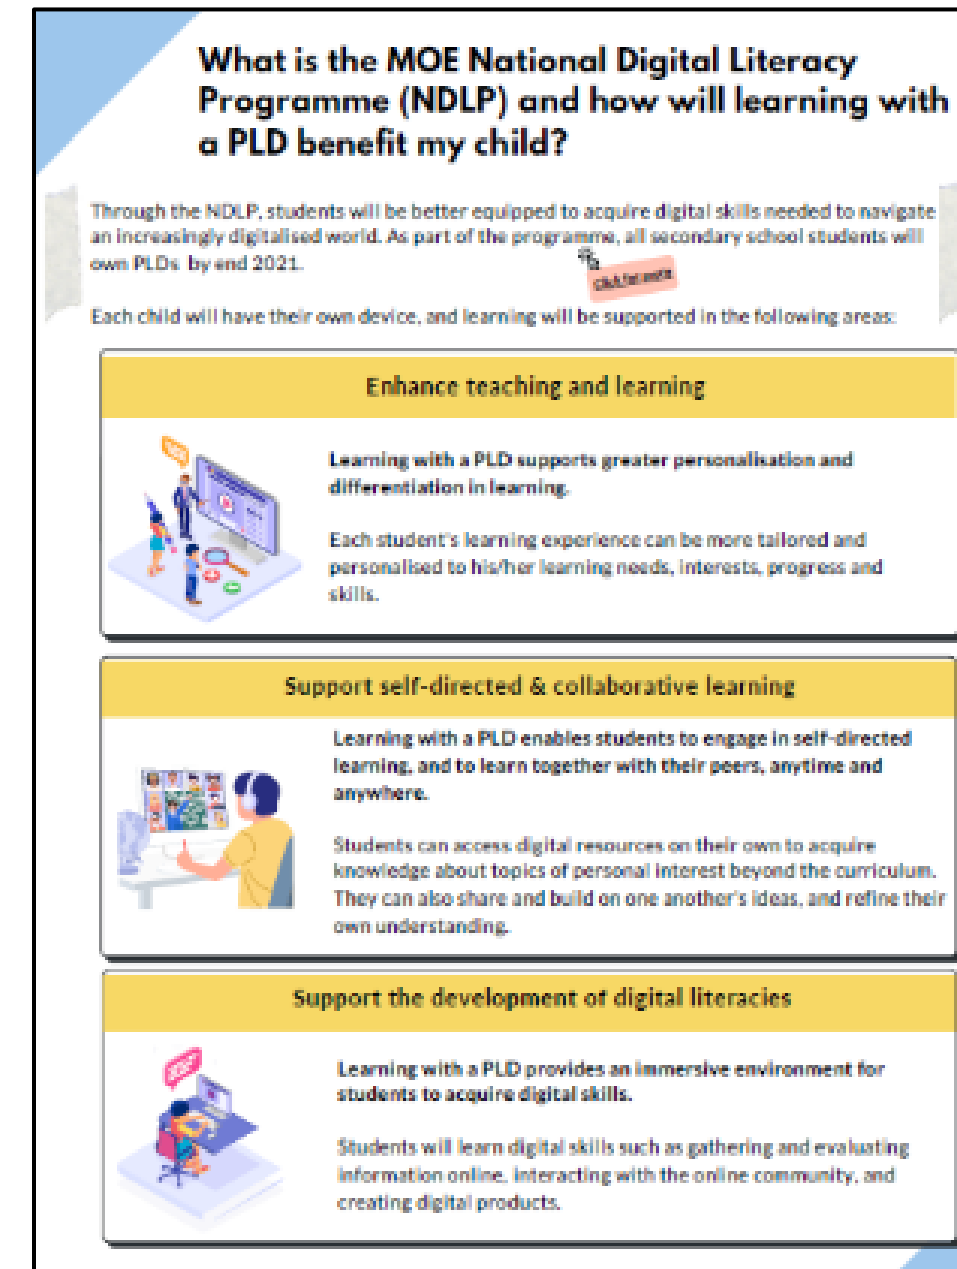 What is the MOE National Digital Literacy
Programme (NDLP) and how will learning with
a PLD benefit my child?
Through the NDLP, students will be better equipped to acquire digital skills needed to navigate
an increasingly digitalised world. As part of the programme, all secondary school students will
own PLDs by end 2021.
Click for more
Each child will have their own device, and learning will be supported in the following areas:
Enhance teaching and learning
Learning with a PLD supports greater personalisation and
differentiation in learning.
Each student's learning experience can be more tailored and
personalised to his/her learning needs, interests, progress and
skills.
Support self-directed & collaborative learning
Learning with a PLD enables students to engage in self-directed
learning, and to learn together with their peers, anytime and
anywhere.
Students can access digital resources on their own to acquire
knowledge about topics of personal interest beyond the curriculum.
They can also share and build on one another's ideas, and refine their
own understanding.
Support the development of digital literacies
Learning with a PLD provides an immersive environment for
students to acquire digital skills.
Students will learn digital skills such as gathering and evaluating
information online, interacting with the online community, and
creating digital products.